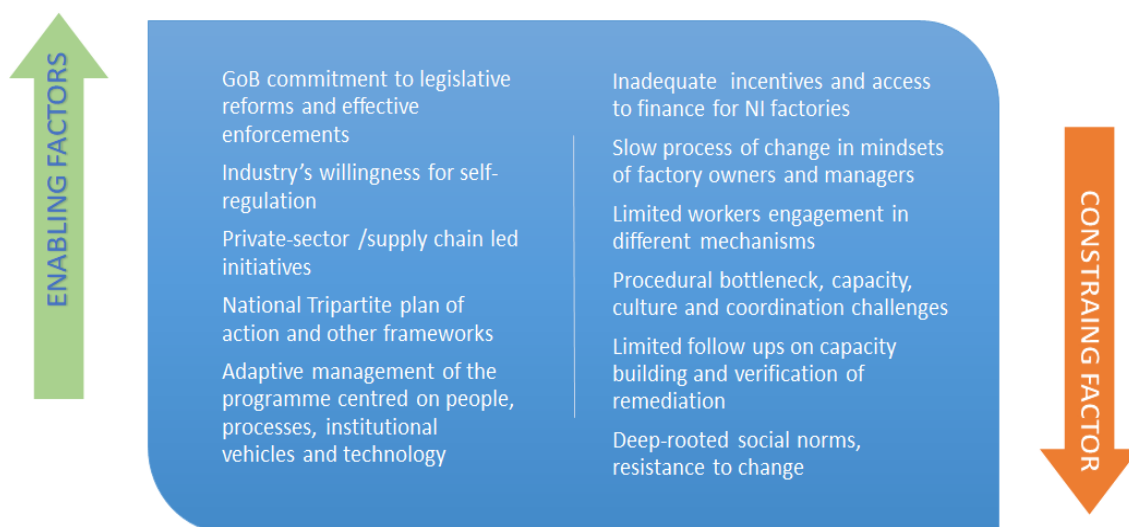 ENABLING FACTORS
GoB commitment to legislative
reforms and effective
enforcements
Industry's willingness for self-
regulation
Private-sector /supply chain led
initiatives
National Tripartite plan of
action and other frameworks
Adaptive management of the
programme centred on people,
processes, institutional
vehicles and technology
Inadequate incentives and access
to finance for NI factories
Slow process of change in mindsets
of factory owners and managers
Limited workers engagement in
different mechanisms
Procedural bottleneck, capacity,
culture and coordination challenges
Limited follow ups on capacity
building and verification of
remediation
Deep-rooted social norms,
resistance to change
CONSTRAING FACTOR